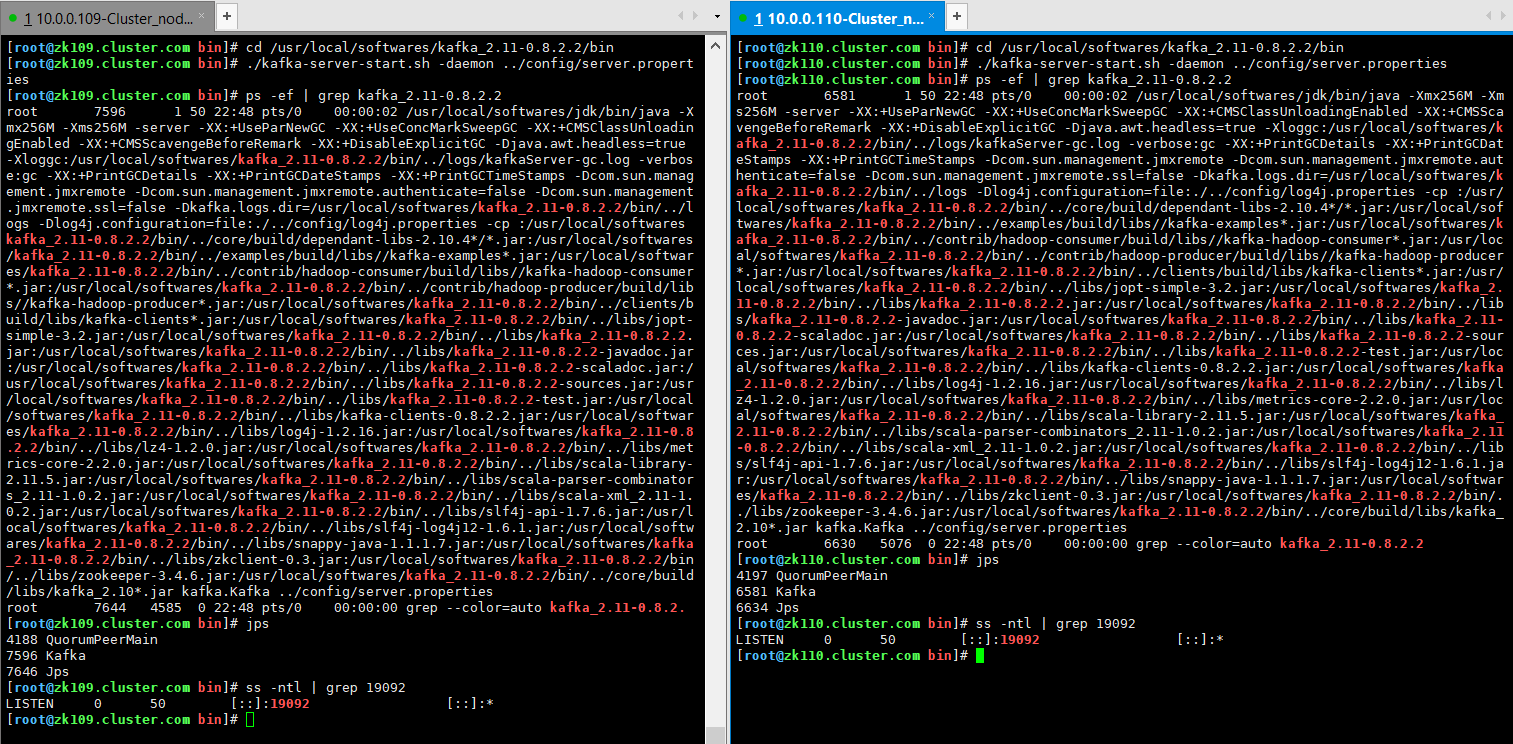 1 10.0.0.109-Cluster_nod...
[root@zk109.cluster.com bin]# cd /usr/local/softwares/kafka_2.11-0.8.2.2/bin
[root@zk109.cluster.com bin]# ./kafka-server-start.sh -daemon ../config/server.propert
ies
[root@zk109.cluster.com bin]# ps -ef | grep kafka_2.11-0.8.2.2
root       7596      1 50 22:48 pts/0    00:00:02 /usr/local/softwares/jdk/bin/java -X
mx256M -Xms256M -server -XX:+UseParNewGC -XX:+UseConcMarkSweepGC -XX:+CMSClassUnloadin
gEnabled -XX:+CMSScavengeBeforeRemark -XX:+DisableExplicitGC -Djava.awt.headless=true
-Xloggc:/usr/local/softwares/kafka_2.11-0.8.2.2/bin/../logs/kafkaServer-gc.log -verbos
e:gc -XX:+PrintGCDetails -XX:+PrintGCDateStamps -XX:+PrintGCTimeStamps -Dcom.sun.manag
ement.jmxremote -Dcom.sun.management.jmxremote.authenticate=false -Dcom.sun.management
.jmxremote.ssl=false -Dkafka.logs.dir=/usr/local/softwares/kafka_2.11-0.8.2.2/bin/../l
ogs -Dlog4j.configuration=file:./../config/log4j.properties -cp :/usr/local/softwares
kafka_2.11-0.8.2.2/bin/../core/build/dependant-libs-2.10.4*/*.jar:/usr/local/softwares
/kafka_2.11-0.8.2.2/bin/../examples/build/libs//kafka-examples*.jar:/usr/local/softwar
es/kafka_2.11-0.8.2.2/bin/../contrib/hadoop-consumer/build/libs//kafka-hadoop-consumer
*.jar:/usr/local/softwares/kafka_2.11-0.8.2.2/bin/../contrib/hadoop-producer/build/lib
s//kafka-hadoop-producer*.jar:/usr/local/softwares/kafka_2.11-0.8.2.2/bin/../clients/b
uild/libs/kafka-clients*.jar:/usr/local/softwares/kafka_2.11-0.8.2.2/bin/../libs/jopt-
simple-3.2.jar:/usr/local/softwares/kafka_2.11-0.8.2.2/bin/../libs/kafka_2.11-0.8.2.2.
jar:/usr/local/softwares/kafka_2.11-0.8.2.2/bin/../libs/kafka_2.11-0.8.2.2-javadoc.jar
:/usr/local/softwares/kafka_2.11-0.8.2.2/bin/../libs/kafka_2.11-0.8.2.2-scaladoc.jar:/
usr/local/softwares/kafka_2.11-0.8.2.2/bin/../libs/kafka_2.11-0.8.2.2-sources.jar:/usr
/local/softwares/kafka_2.11-0.8.2.2/bin/../libs/kafka_2.11-0.8.2.2-test.jar:/usr/local
/softwares/kafka_2.11-0.8.2.2/bin/../libs/kafka-clients-0.8.2.2.jar:/usr/local/softwar
es/kafka_2.11-0.8.2.2/bin/../libs/log4j-1.2.16.jar:/usr/local/softwares/kafka_2.11-0.8
.2.2/bin/../libs/lz4-1.2.0.jar:/usr/local/softwares/kafka_2.11-0.8.2.2/bin/../libs/met
rics-core-2.2.0.jar:/usr/local/softwares/kafka_2.11-0.8.2.2/bin/../libs/scala-library-
2.11.5.jar:/usr/local/softwares/kafka_2.11-0.8.2.2/bin/../libs/scala-parser-combinator
s_2.11-1.0.2.jar:/usr/local/softwares/kafka_2.11-0.8.2.2/bin/../libs/scala-xml_2.11-1.
0.2.jar:/usr/local/softwares/kafka_2.11-0.8.2.2/bin/../libs/slf4j-api-1.7.6.jar:/usr/l
ocal/softwares/kafka_2.11-0.8.2.2/bin/../libs/slf4j-log4j12-1.6.1.jar:/usr/local/softw
ares/kafka_2.11-0.8.2.2/bin/../libs/snappy-java-1.1.1.7.jar:/usr/local/softwares/kafka
_2.11-0.8.2.2/bin/../libs/zkclient-0.3.jar:/usr/local/softwares/kafka_2.11-0.8.2.2/bin
/../libs/zookeeper-3.4.6.jar:/usr/local/softwares/kafka_2.11-0.8.2.2/bin/../core/build
/libs/kafka_2.10*.jar kafka.Kafka ../config/server.properties
root       7644   4585  0 22:48 pts/0    00:00:00 grep --color=auto kafka_2.11-0.8.2.
[root@zk109.cluster.com bin]# jps
4188 QuorumPeerMain
7596 Kafka
7646 Jps
[root@zk109.cluster.com bin]# ss -ntl | grep 19092
LISTEN     0      50        [::]:19092                 [::]:*
[root@zk109.cluster.com bin]#
1 10.0.0.110-Cluster_n...
[root@zk110.cluster.com bin]# cd /usr/local/softwares/kafka_2.11-0.8.2.2/bin
[root@zk110.cluster.com bin]# ./kafka-server-start.sh -daemon ../config/server.properties
[root@zk110.cluster.com bin]# ps -ef | grep kafka_2.11-0.8.2.2
root       6581      1 50 22:48 pts/0    00:00:02 /usr/local/softwares/jdk/bin/java -Xmx256M -Xm
s256M -server -XX:+UseParNewGC -XX:+UseConcMarkSweepGC -XX:+CMSClassUnloadingEnabled -XX:+CMSSca
vengeBeforeRemark -XX:+DisableExplicitGC -Djava.awt.headless=true -Xloggc:/usr/local/softwares/k
afka_2.11-0.8.2.2/bin/../logs/kafkaServer-gc.log -verbose:gc -XX:+PrintGCDetails -XX:+PrintGCDat
eStamps -XX:+PrintGCTimeStamps -Dcom.sun.management.jmxremote -Dcom.sun.management.jmxremote.aut
henticate=false -Dcom.sun.management.jmxremote.ssl=false -Dkafka.logs.dir=/usr/local/softwares/k
afka_2.11-0.8.2.2/bin/../logs -Dlog4j.configuration=file:./../config/log4j.properties -cp :/usr/
local/softwares/kafka_2.11-0.8.2.2/bin/../core/build/dependant-libs-2.10.4*/*.jar:/usr/local/sof
twares/kafka_2.11-0.8.2.2/bin/../examples/build/libs//kafka-examples*.jar:/usr/local/softwares/k
afka_2.11-0.8.2.2/bin/../contrib/hadoop-consumer/build/libs//kafka-hadoop-consumer*.jar:/usr/loc
al/softwares/kafka_2.11-0.8.2.2/bin/../contrib/hadoop-producer/build/libs//kafka-hadoop-producer
*.jar:/usr/local/softwares/kafka_2.11-0.8.2.2/bin/../clients/build/libs/kafka-clients*.jar:/usr/
local/softwares/kafka_2.11-0.8.2.2/bin/../libs/jopt-simple-3.2.jar:/usr/local/softwares/kafka_2.
11-0.8.2.2/bin/../libs/kafka_2.11-0.8.2.2.jar:/usr/local/softwares/kafka_2.11-0.8.2.2/bin/../lib
s/kafka_2.11-0.8.2.2-javadoc.jar:/usr/local/softwares/kafka_2.11-0.8.2.2/bin/../libs/kafka_2.11-
0.8.2.2-scaladoc.jar:/usr/local/softwares/kafka_2.11-0.8.2.2/bin/../libs/kafka_2.11-0.8.2.2-sour
ces.jar:/usr/local/softwares/kafka_2.11-0.8.2.2/bin/../libs/kafka_2.11-0.8.2.2-test.jar:/usr/loc
al/softwares/kafka_2.11-0.8.2.2/bin/../libs/kafka-clients-0.8.2.2.jar:/usr/local/softwares/kafka
_2.11-0.8.2.2/bin/../libs/log4j-1.2.16.jar:/usr/local/softwares/kafka_2.11-0.8.2.2/bin/../libs/l
z4-1.2.0.jar:/usr/local/softwares/kafka_2.11-0.8.2.2/bin/../libs/metrics-core-2.2.0.jar:/usr/loc
al/softwares/kafka_2.11-0.8.2.2/bin/../libs/scala-library-2.11.5.jar:/usr/local/softwares/kafka_
2.11-0.8.2.2/bin/../libs/scala-parser-combinators_2.11-1.0.2.jar:/usr/local/softwares/kafka_2.11
-0.8.2.2/bin/../libs/scala-xml_2.11-1.0.2.jar:/usr/local/softwares/kafka_2.11-0.8.2.2/bin/../lib
s/slf4j-api-1.7.6.jar:/usr/local/softwares/kafka_2.11-0.8.2.2/bin/../libs/slf4j-log4j12-1.6.1.ja
r:/usr/local/softwares/kafka_2.11-0.8.2.2/bin/../libs/snappy-java-1.1.1.7.jar:/usr/local/softwar
es/kafka_2.11-0.8.2.2/bin/../libs/zkclient-0.3.jar:/usr/local/softwares/kafka_2.11-0.8.2.2/bin/.
./libs/zookeeper-3.4.6.jar:/usr/local/softwares/kafka_2.11-0.8.2.2/bin/../core/build/libs/kafka_
2.10*.jar kafka.Kafka ../config/server.properties
root       6630   5076  0 22:48 pts/0    00:00:00 grep --color=auto kafka_2.11-0.8.2.2
[root@zk110.cluster.com bin]# jps
4197 QuorumPeerMain
6581 Kafka
6634 Jps
[root@zk110.cluster.com bin]# ss -ntl | grep 19092
LISTEN     0      50        [::]:19092                 [::]:*
[root@zk110.cluster.com bin]#